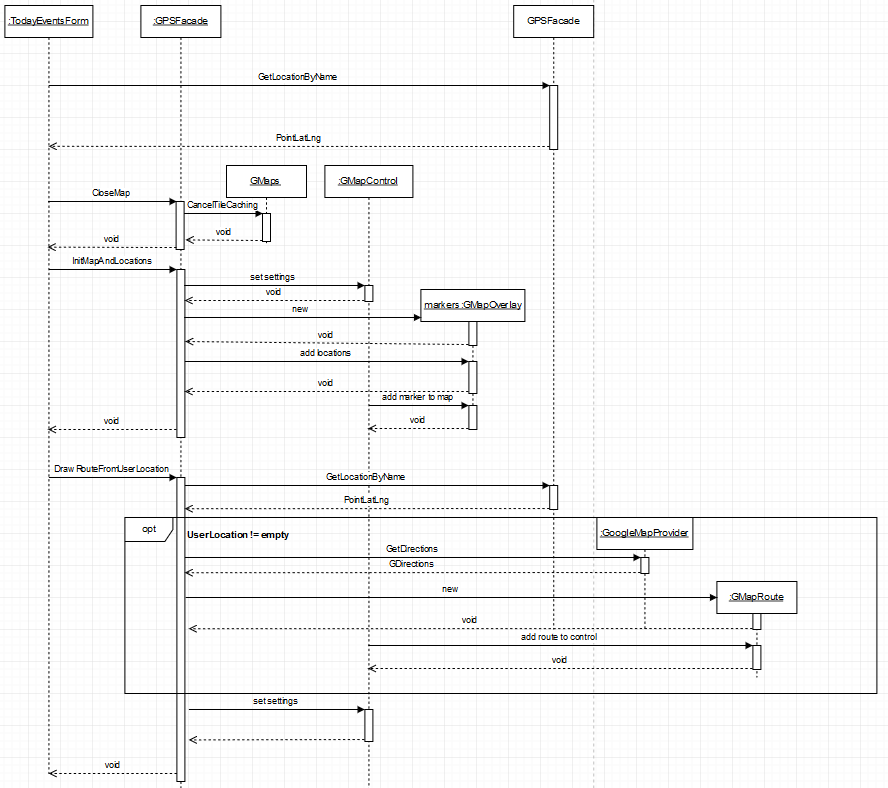 :TodayEventsForm
:GPSFacade
GPSFacade
GetLocationByName
PointLatLng
GMaps
:GMapControl
CloseMap
CancelTileCaching
void
void
InitMapAndLocations
set settings
void
markers :GMapOverlay
new
void
add locations
void
add marker to map
void
void
Draw RouteFromUserLocation
GetLocationByName
PointLatLng
opt
UserLocation != empty
:GoogleMapProvider
GetDirections
GDirections
new
:GMapRoute
void
add route to control
void
set settings
void